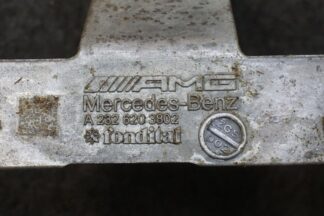 AMG
Mercedes-Benz
A 232 620 3802
fondital